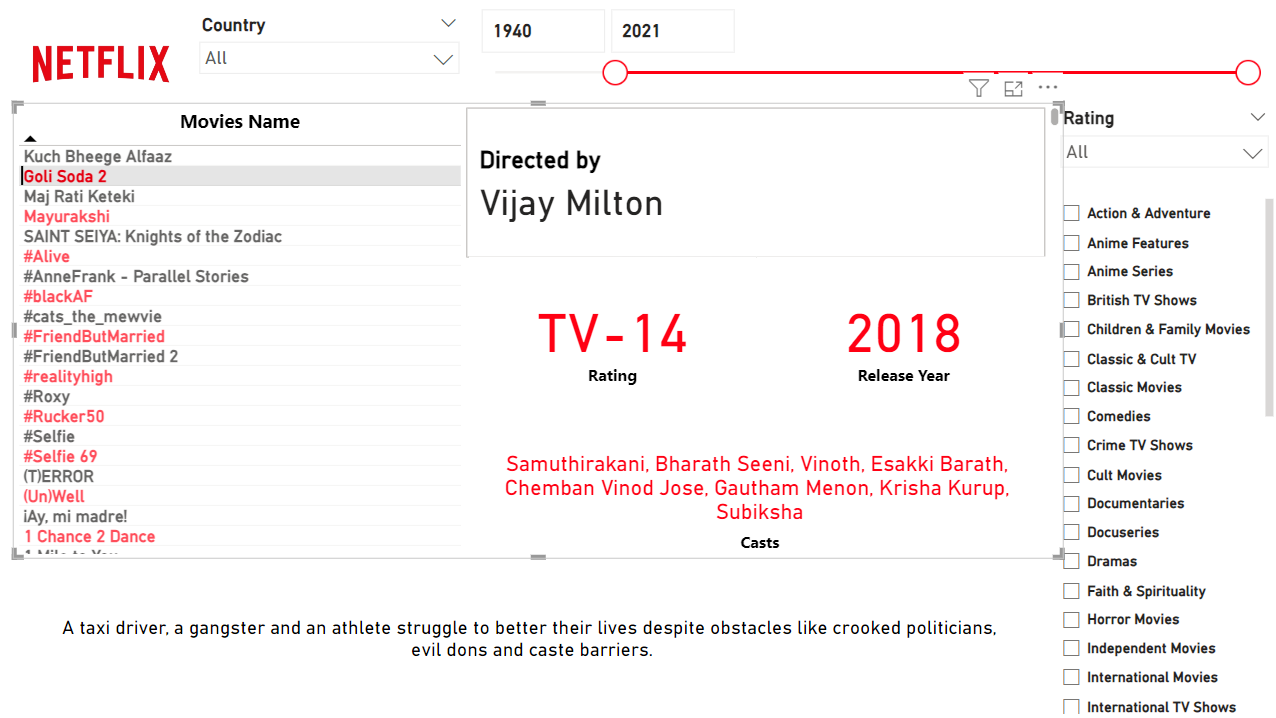 NETFLIX
Country
All
1940
2021
Movies Name
Kuch Bheege Alfaaz
Goli Soda 2
Maj Rati Keteki
Mayurakshi
SAINT SEIYA: Knights of the Zodiac
#Alive
#AnneFrank - Parallel Stories
#blackAF
#cats_the_mewvie
#FriendButMarried
#FriendButMarried 2
#realityhigh
#Roxy
#Rucker50
#Selfie
#Selfie 69
(T)ERROR
(Un)Well
¡Ay, mi madre!
1 Chance 2 Dance
1 Mile to You
Directed by
Vijay Milton
TV-14
Rating
2018
Release Year
Samuthirakani, Bharath Seeni, Vinoth, Esakki Barath,
Chemban Vinod Jose, Gautham Menon, Krisha Kurup,
Subiksha
Casts
A taxi driver, a gangster and an athlete struggle to better their lives despite obstacles like crooked politicians,
evil dons and caste barriers.
Rating
All
Action & Adventure
Anime Features
Anime Series
British TV Shows
Children & Family Movies
Classic & Cult TV
Classic Movies
Comedies
Crime TV Shows
Cult Movies
Documentaries
Docuseries
Dramas
Faith & Spirituality
Horror Movies
Independent Movies
International Movies
International TV Shows